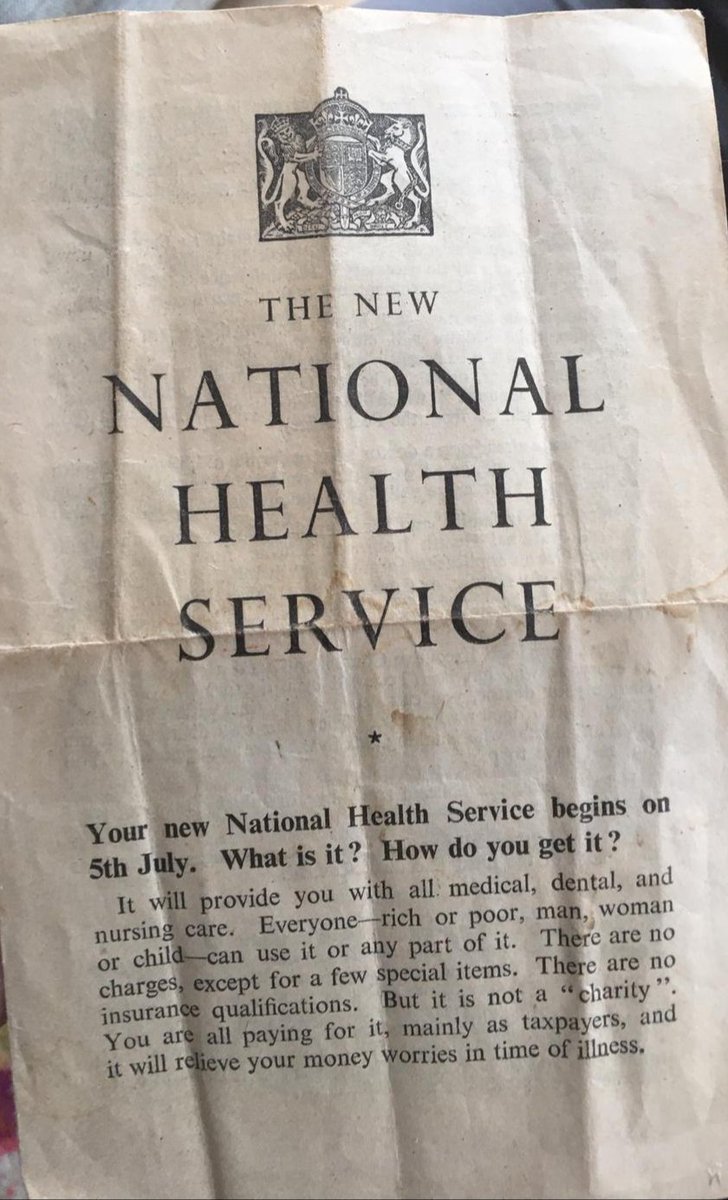 THE NEW
NATIONAL
HEALTH
SERVICE
★
Your new National Health Service begins on
5th July. What is it? How do you get it?
It will provide you with all medical, dental, and
nursing care. Everyone—rich or poor, man, woman
or child—can use it or any part of it. There are no
charges, except for a few special items. There are no
insurance qualifications. But it is not a “charity”.
You are all paying for it, mainly as taxpayers, and
it will relieve your money worries in time of illness.